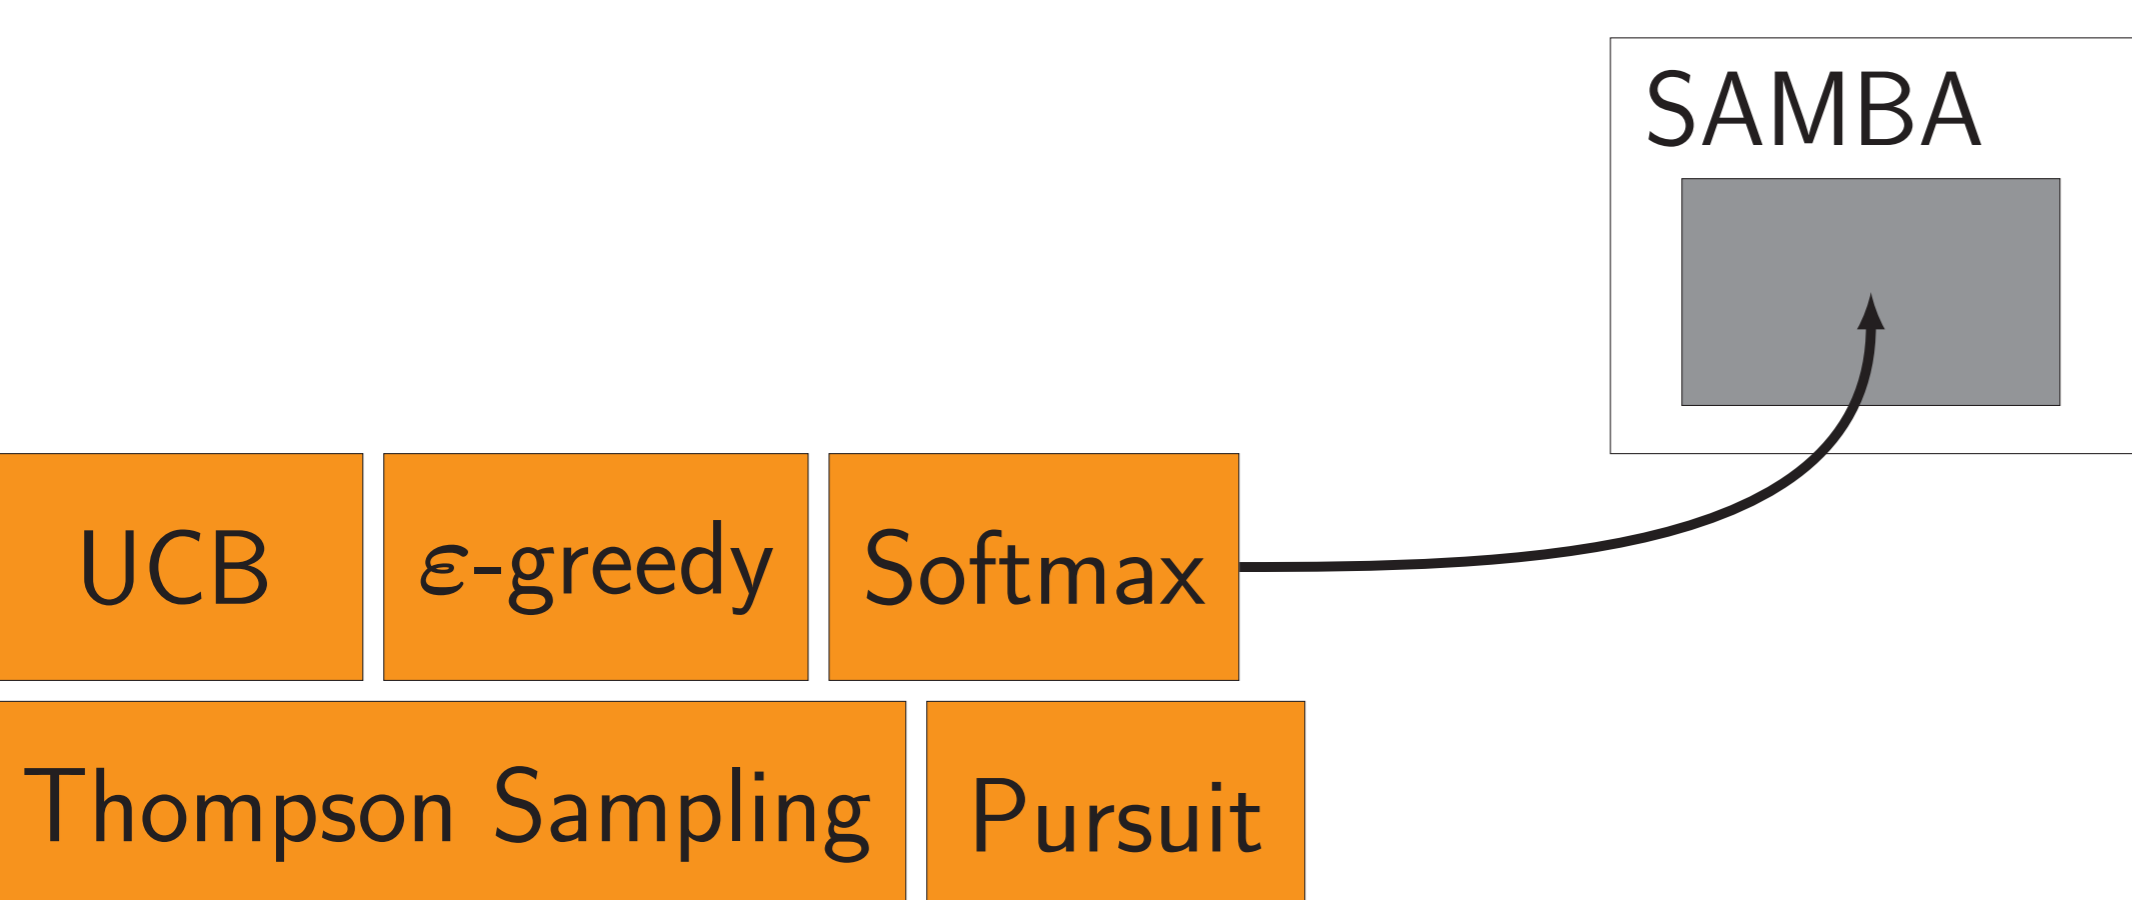 SAMBA
UCB
ε-greedy
Softmax
Thompson Sampling
Pursuit